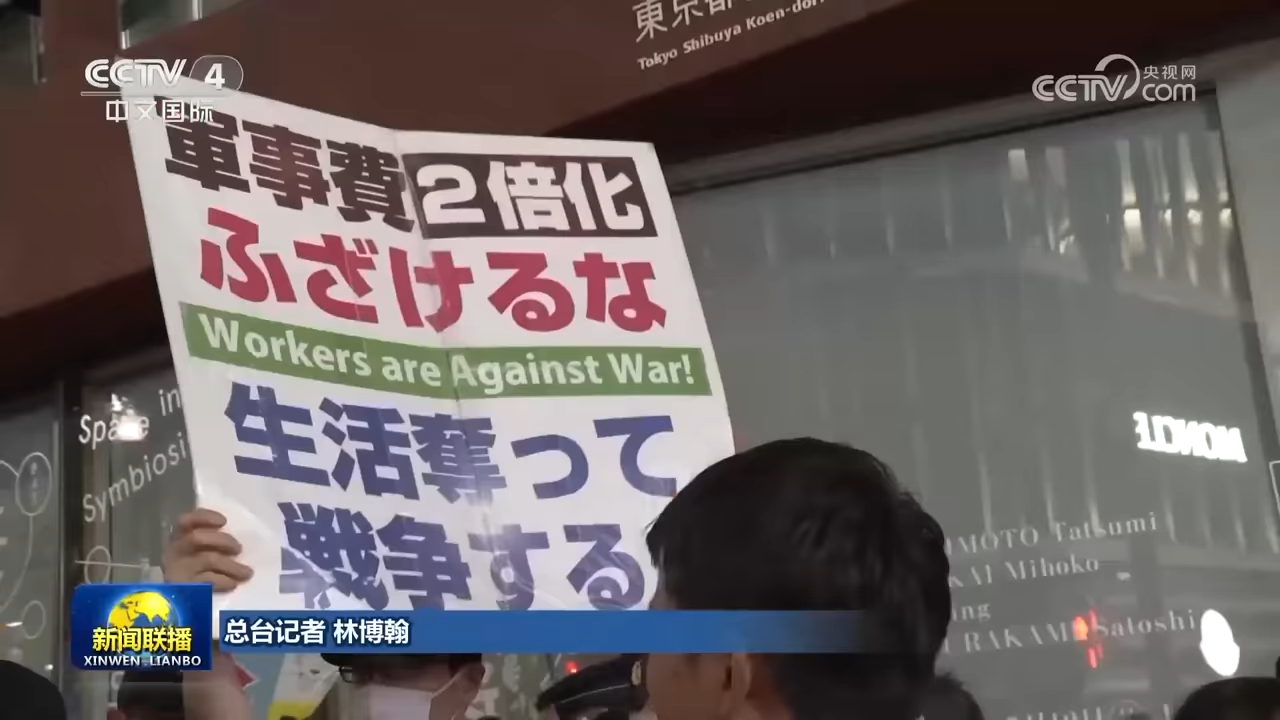 東京都
Tokyo Shibuya Koen-dori
CCTV 4
中文国际
CCTV.com
央视网
軍事費2倍化
ふざけるな
Workers are Against War!
生活奪って
戦争する
Space in
Symbiosi
MONCLE
MOTO Tatsumi
KAI Mihoko
ing
RAKAMI Satoshi
新闻联播
XINWEN LIANBO
总台记者 林博翰